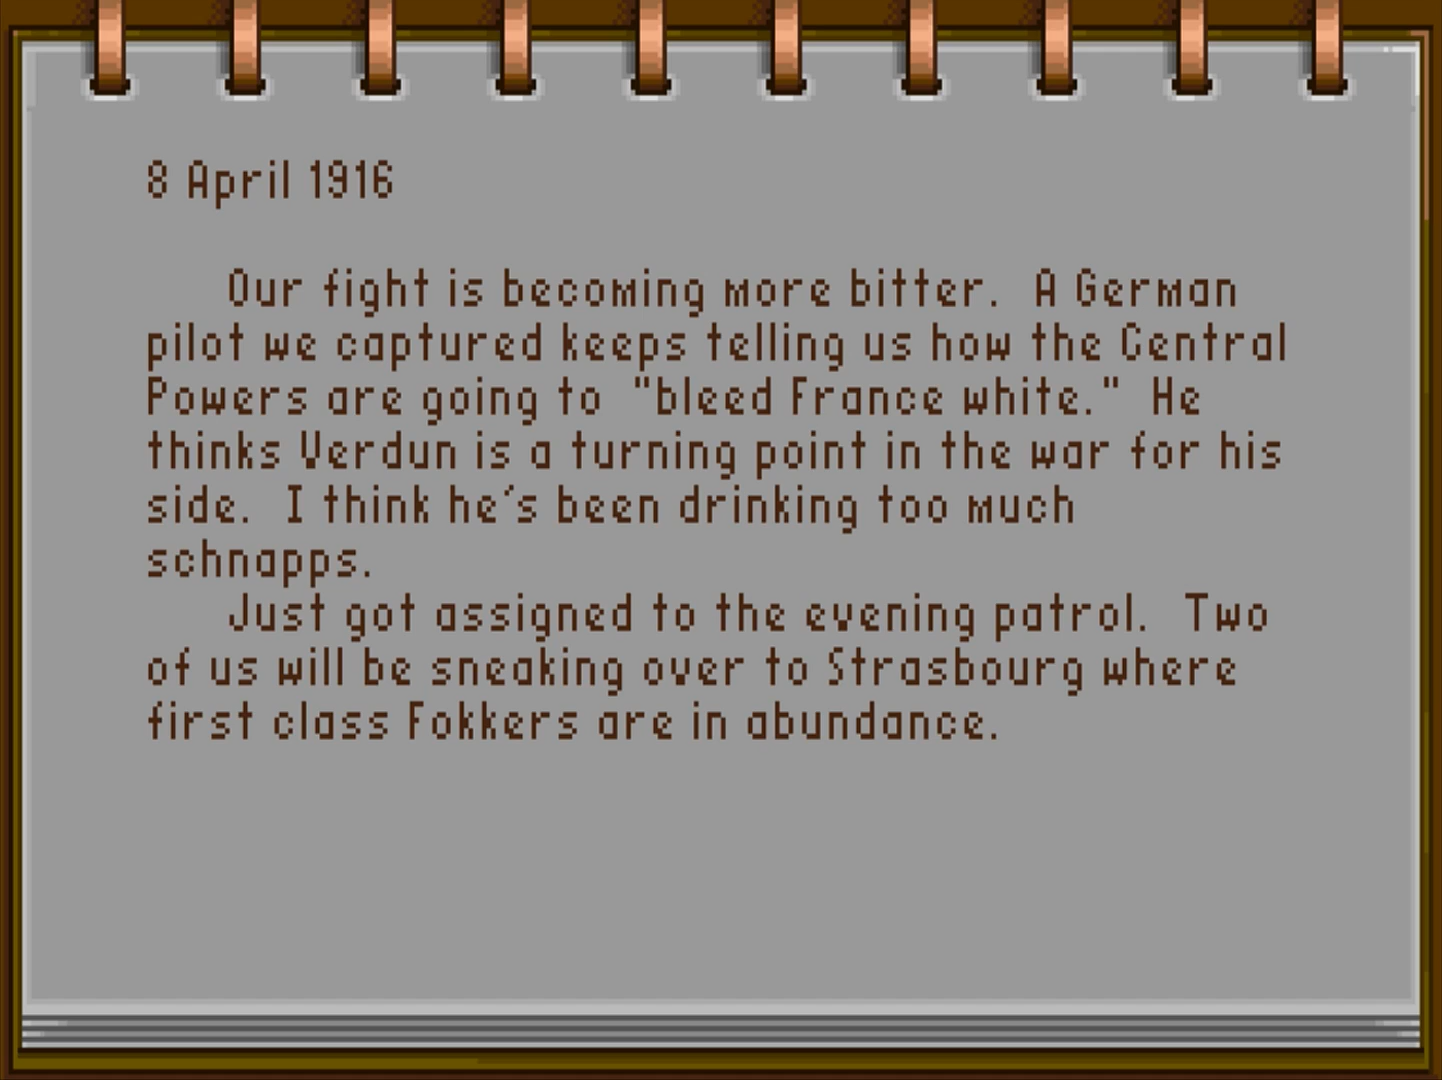 8 April 1916
Our fight is becoming more bitter.  A German
pilot we captured keeps telling us how the Central
Powers are going to  "bleed France white."  He
thinks Verdun is a turning point in the war for his
side.  I think he's been drinking too much
schnapps.
Just got assigned to the evening patrol.  Two
of us will be sneaking over to Strasbourg where
first class Fokkers are in abundance.